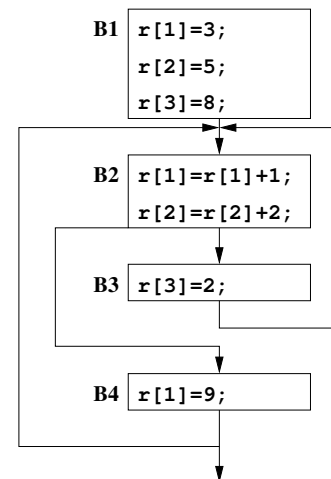 B1 r[1]=3;
r[2]=5;
r[3]=8;
B2 r[1]=r[1]+1;
r[2]=r[2]+2;
B3 r[3]=2;
B4 r[1]=9;